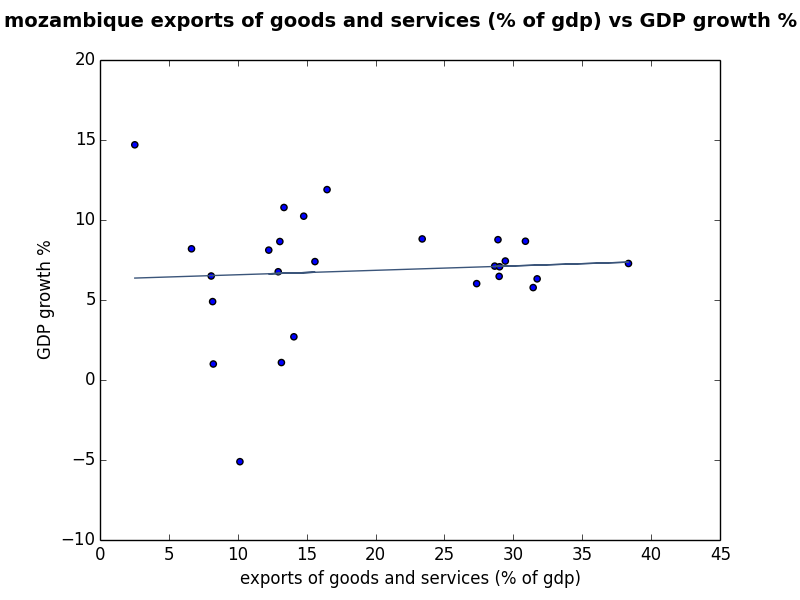 mozambique exports of goods and services (% of gdp) vs GDP growth %
20
15
10
5
0
−5
−10
GDP growth %
0 5 10 15 20 25 30 35 40 45
exports of goods and services (% of gdp)